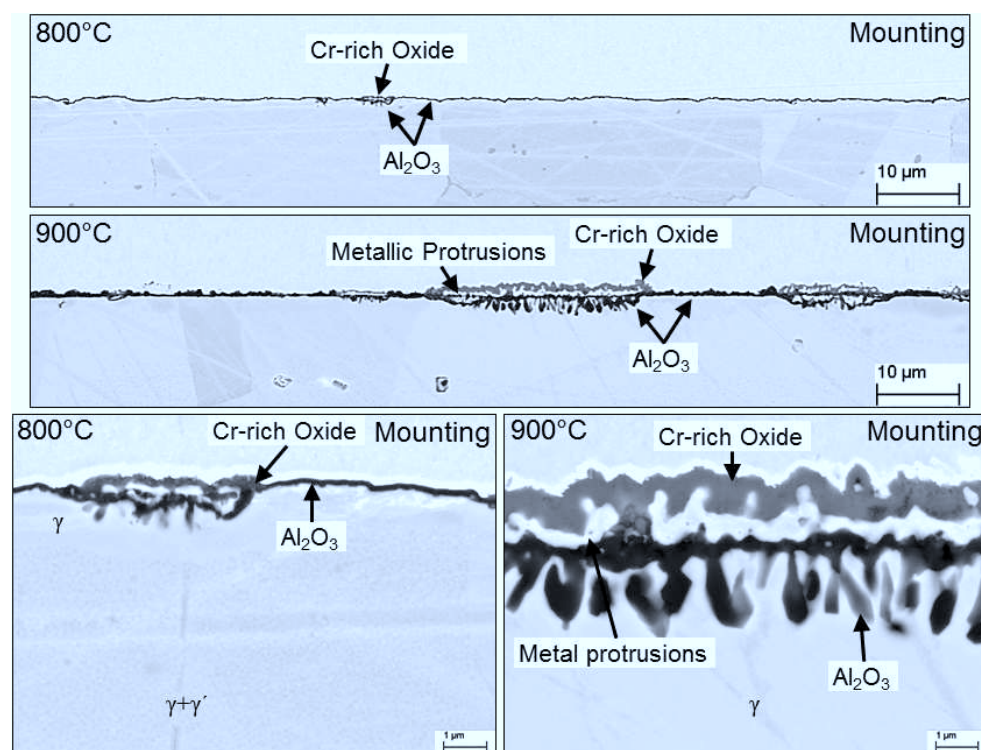 800°C
Mounting
Cr-rich Oxide
Al₂O₃
10 µm
900°C
Mounting
Cr-rich Oxide
Metallic Protrusions
Al₂O₃
10 µm
800°C
Cr-rich Oxide
Mounting
γ
Al₂O₃
γ+γ´
1 µm
900°C
Cr-rich Oxide
Mounting
Metal protrusions
Al₂O₃
γ
1 µm